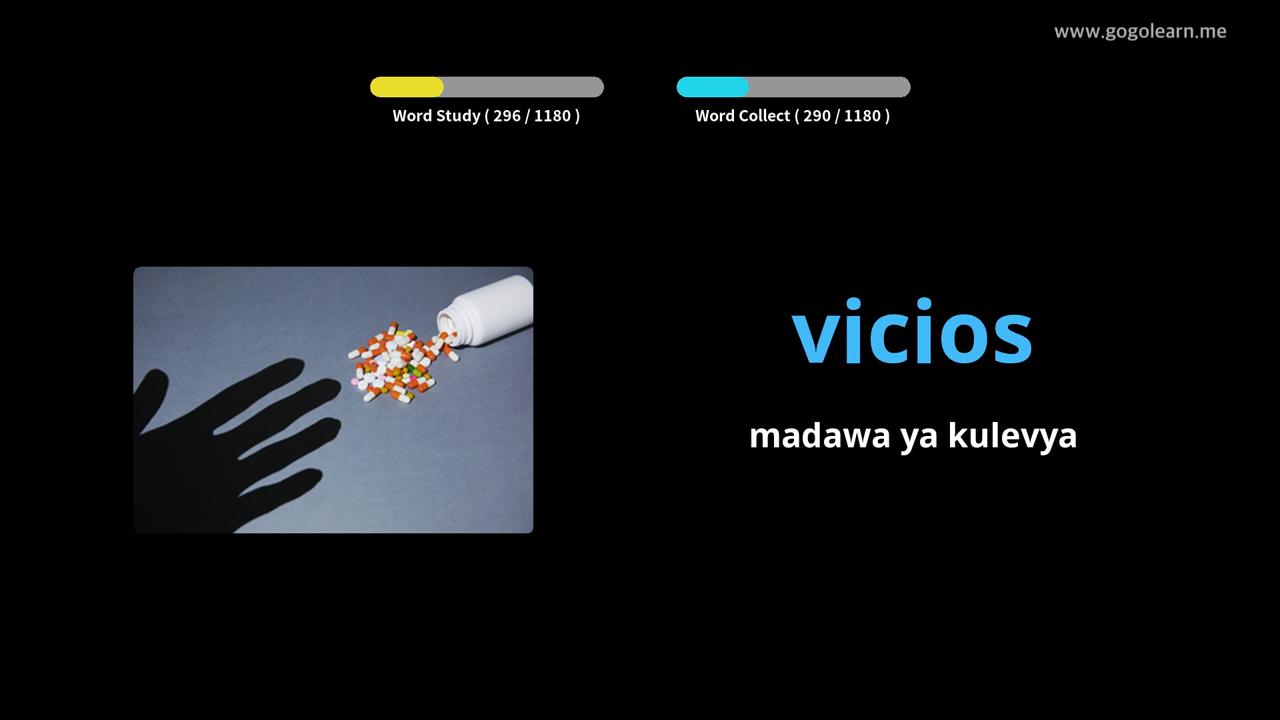 www.gogolearn.me
Word Study ( 296 / 1180 )
Word Collect ( 290 / 1180 )
vicios
madawa ya kulevya